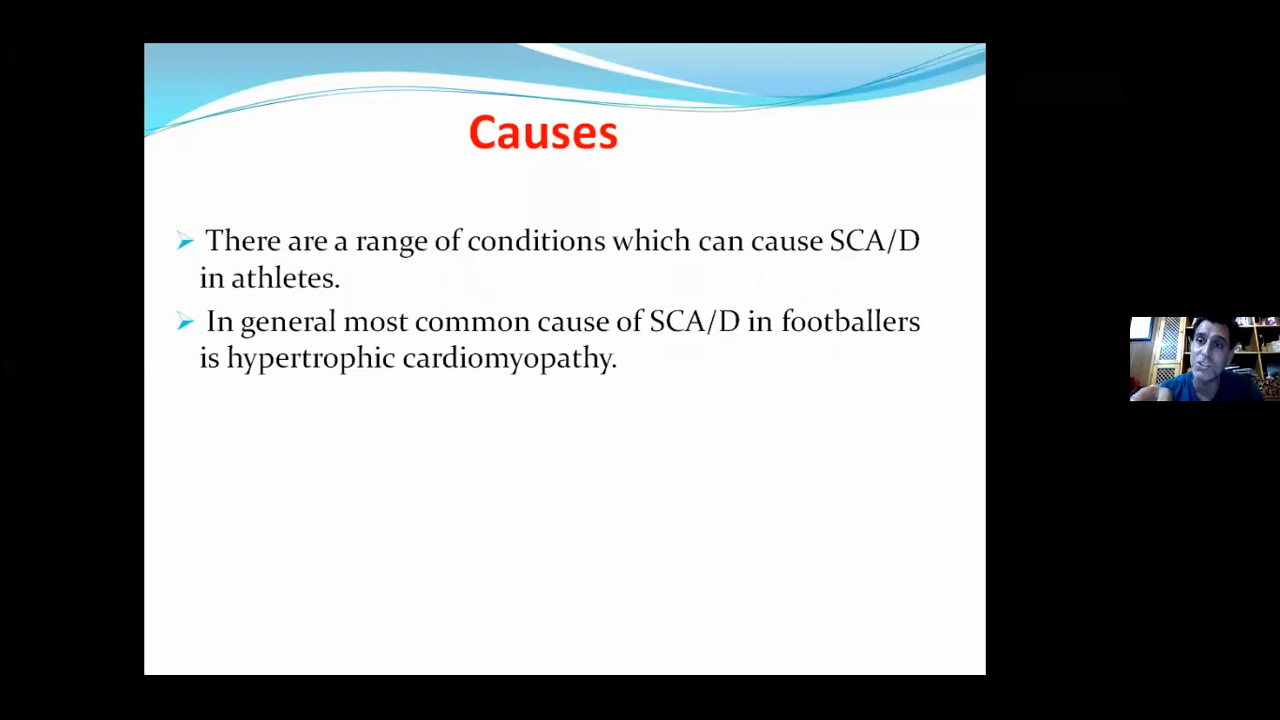 Causes
There are a range of conditions which can cause SCA/D
in athletes.
In general most common cause of SCA/D in footballers
is hypertrophic cardiomyopathy.